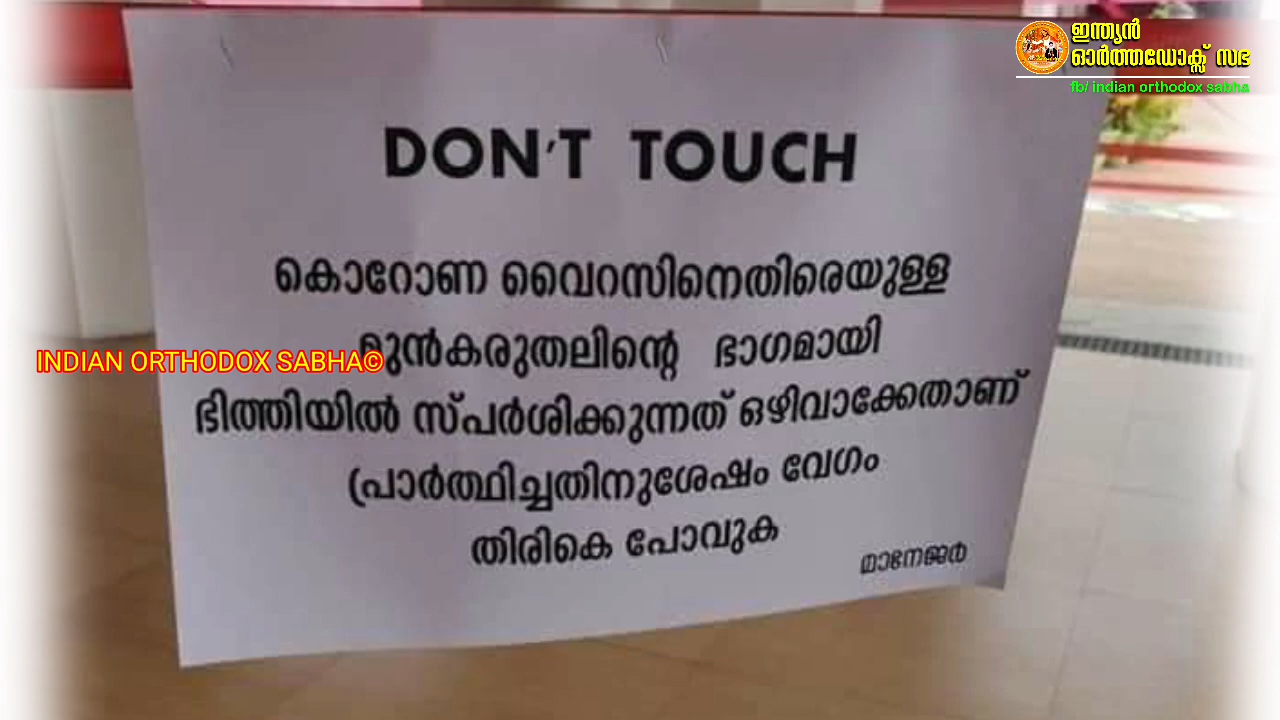 ഇന്ത്യൻ
ഓർത്തഡോക്സ് സഭ
fb/ indian orthodox sabha
DON'T TOUCH
കൊറോണ വൈറസിനെതിരെയുള്ള
മുൻകരുതലിന്റെ ഭാഗമായി
INDIAN ORTHODOX SABHA©
ഭിത്തിയിൽ സ്പർശിക്കുന്നത് ഒഴിവാക്കേതാണ്
പ്രാർത്ഥിച്ചതിനുശേഷം വേഗം
തിരികെ പോവുക
മാനേജർ